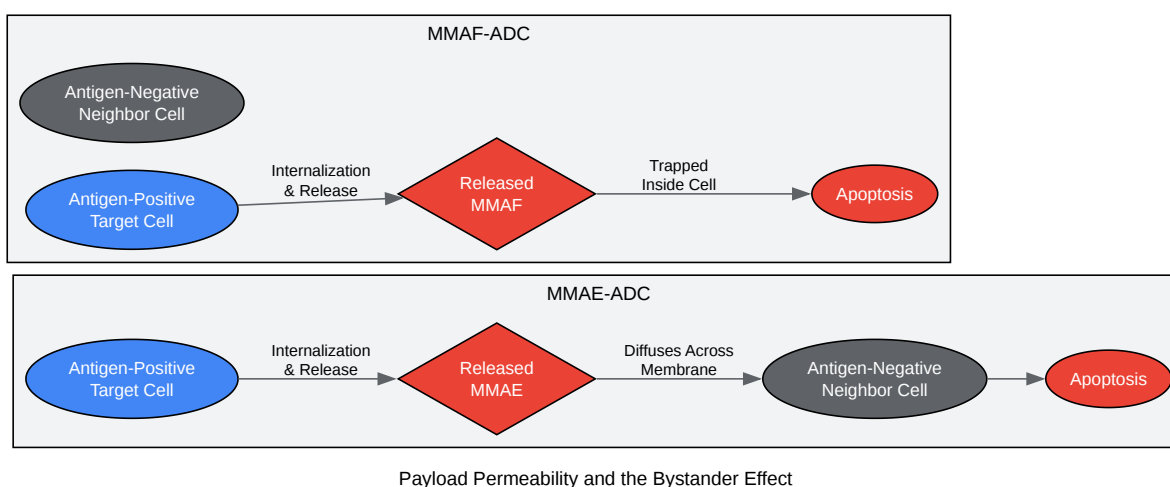 MMAF-ADC
Antigen-Negative
Neighbor Cell
Antigen-Positive
Target Cell
Internalization
& Release
Released
MMAF
Trapped
Inside Cell
Apoptosis
MMAE-ADC
Antigen-Positive
Target Cell
Internalization
& Release
Released
MMAE
Diffuses Across
Membrane
Antigen-Negative
Neighbor Cell
Apoptosis
Payload Permeability and the Bystander Effect